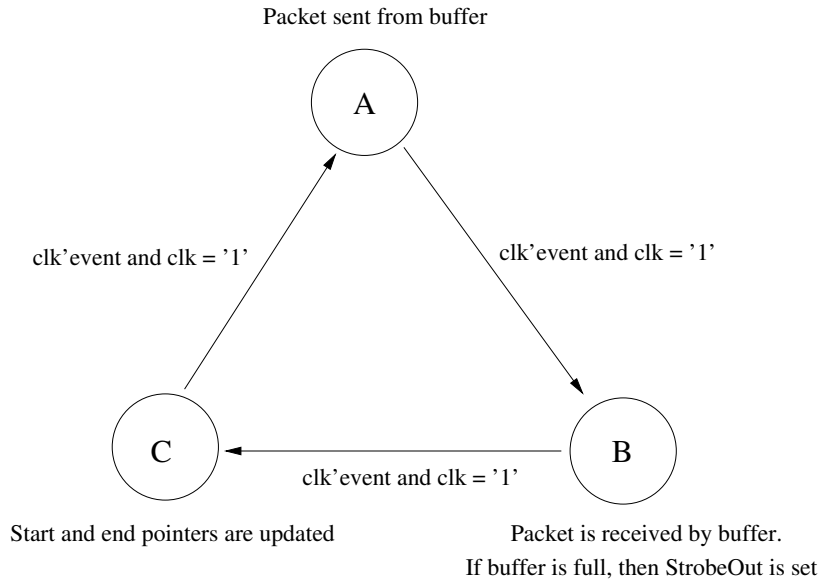 Packet sent from buffer
A
clk’event and clk = ’1’
clk’event and clk = ’1’
C
B
clk’event and clk = ’1’
Start and end pointers are updated
Packet is received by buffer.
If buffer is full, then StrobeOut is set